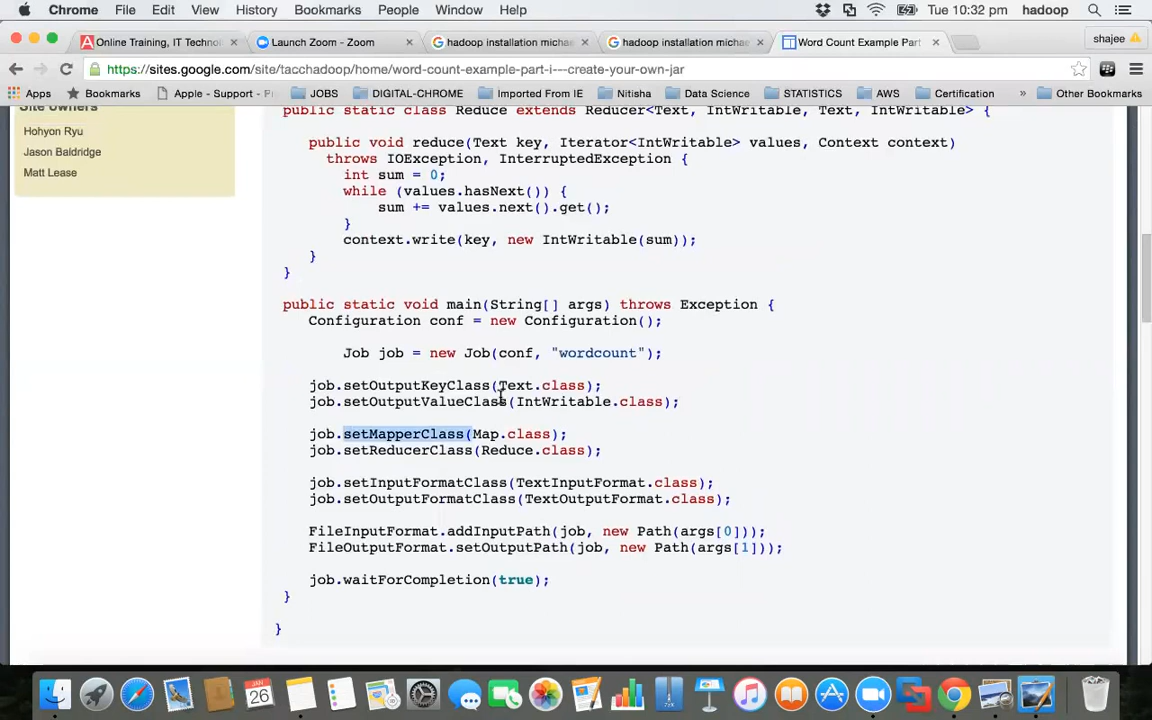 Chrome File Edit View History Bookmarks People Window Help Tue 10:32 pm hadoop
Online Training, IT Techno Launch Zoom - Zoom hadoop installation michae hadoop installation michae Word Count Example Part shajee
https://sites.google.com/site/tacchadoop/home/word-count-example-part-i---create-your-own-jar
Apps Bookmarks Apple - Support - P JOBS DIGITAL-CHROME Imported From IE Nitisha Data Science STATISTICS AWS Certification » Other Bookmarks
Site Owners
Hohyon Ryu
Jason Baldridge
Matt Lease
public static class Reduce extends Reducer<Text, IntWritable, Text, IntWritable> {
public void reduce(Text key, Iterator<IntWritable> values, Context context)
throws IOException, InterruptedException {
int sum = 0;
while (values.hasNext()) {
sum += values.next().get();
}
context.write(key, new IntWritable(sum));
}
}
public static void main(String[] args) throws Exception {
Configuration conf = new Configuration();
Job job = new Job(conf, "wordcount");
job.setOutputKeyClass(Text.class);
job.setOutputValueClass(IntWritable.class);
job.setMapperClass(Map.class);
job.setReducerClass(Reduce.class);
job.setInputFormatClass(TextInputFormat.class);
job.setOutputFormatClass(TextOutputFormat.class);
FileInputFormat.addInputPath(job, new Path(args[0]));
FileOutputFormat.setOutputPath(job, new Path(args[1]));
job.waitForCompletion(true);
}
}
JAN
26